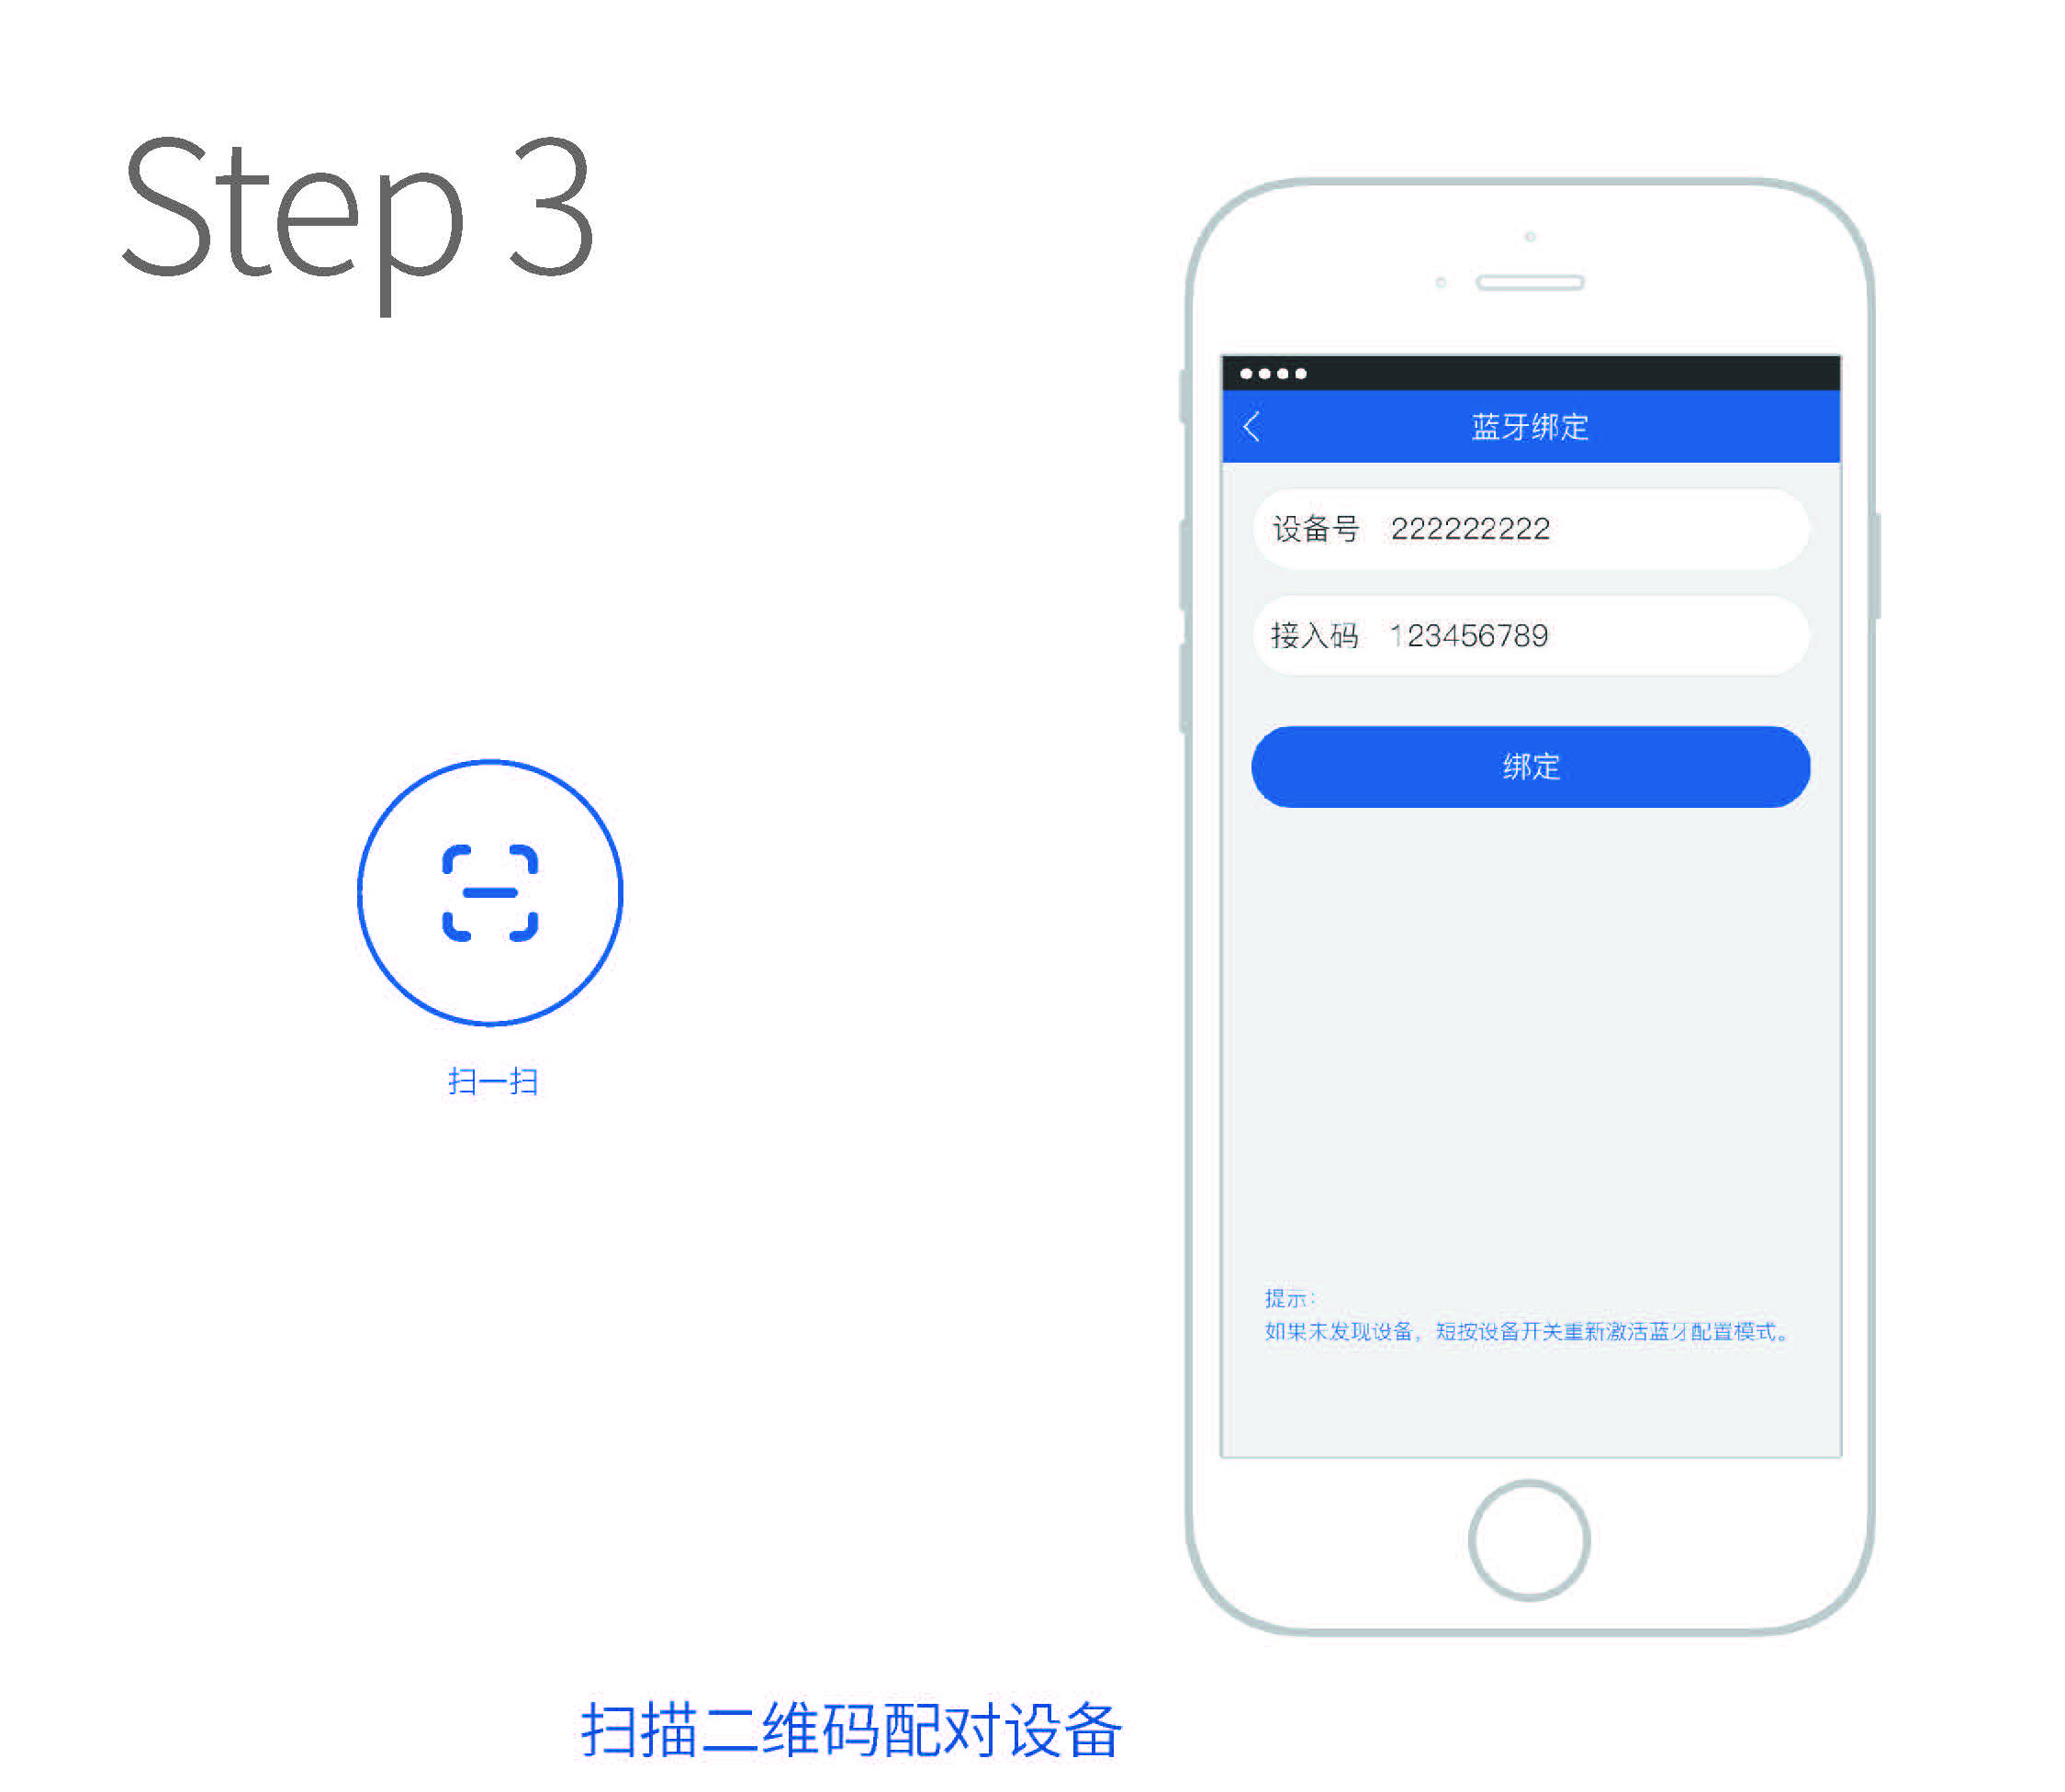 Step 3
蓝牙绑定
设备号 222222222
接入码 123456789
绑定
扫一扫
提示：
如果未发现设备，短按设备开关重新激活蓝牙配置模式。
扫描二维码配对设备